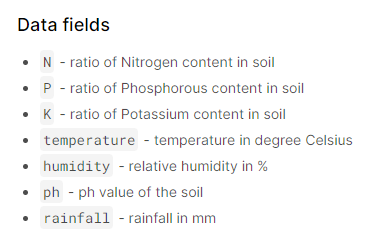 Data fields
• N - ratio of Nitrogen content in soil
• P - ratio of Phosphorous content in soil
• K - ratio of Potassium content in soil
• temperature - temperature in degree Celsius
• humidity - relative humidity in %
• ph - ph value of the soil
• rainfall - rainfall in mm